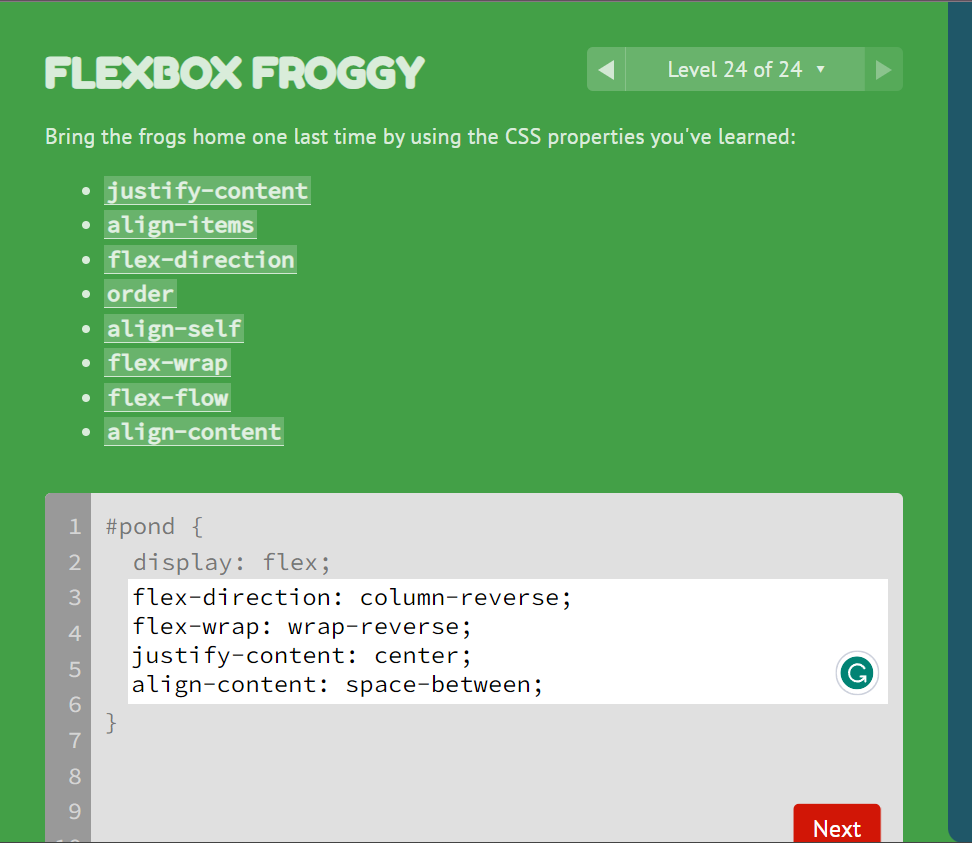 FLEXBOX FROGGY
◀ Level 24 of 24 ▼ ▶
Bring the frogs home one last time by using the CSS properties you've learned:
• justify-content
• align-items
• flex-direction
• order
• align-self
• flex-wrap
• flex-flow
• align-content
1 #pond {
2 display: flex;
3 flex-direction: column-reverse;
4 flex-wrap: wrap-reverse;
5 justify-content: center;
6 align-content: space-between;
7 }
8
9
Next